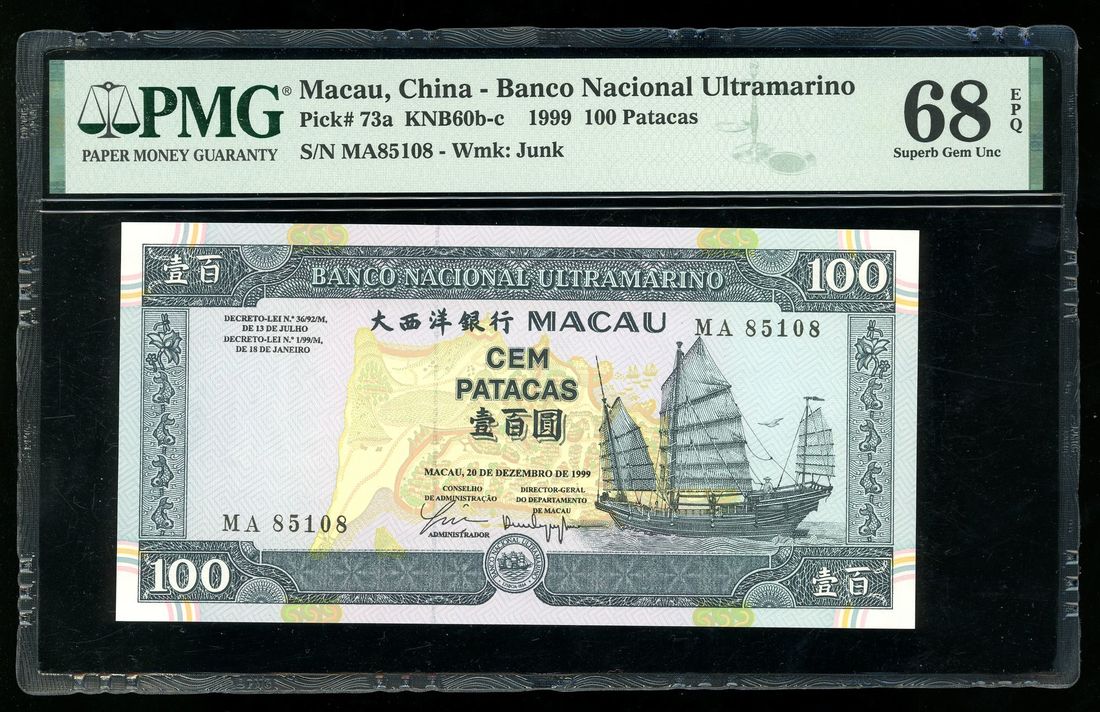 PMG®
PAPER MONEY GUARANTY
Macau, China - Banco Nacional Ultramarino
Pick# 73a KNB60b-c 1999 100 Patacas
S/N MA85108 - Wmk: Junk
68
EPQ
Superb Gem Unc
壹百
BANCO NACIONAL ULTRAMARINO
100
DECRETO-LEI N.º 36/92/M,
DE 13 DE JULHO
DECRETO-LEI N.º 1/99/M,
DE 18 DE JANEIRO
大西洋銀行 MACAU
MA 85108
CEM
PATACAS
壹百圓
MACAU, 20 DE DEZEMBRO DE 1999
CONSELHO
DE ADMINISTRAÇÃO
DIRECTOR-GERAL
DO DEPARTAMENTO
DE MACAU
MA 85108
ADMINISTRADOR
100
BANCO NACIONAL ULTRAMARINO
壹百